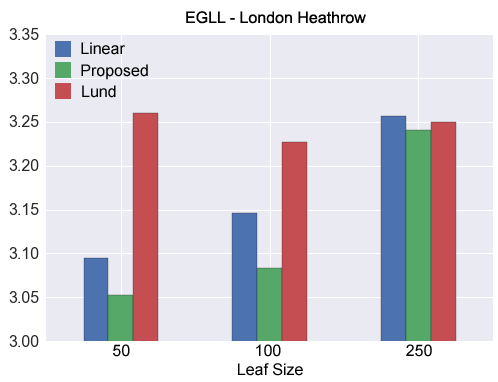 EGLL - London Heathrow
3.35
3.30
3.25
3.20
3.15
3.10
3.05
3.00
Linear
Proposed
Lund
50 100 250
Leaf Size